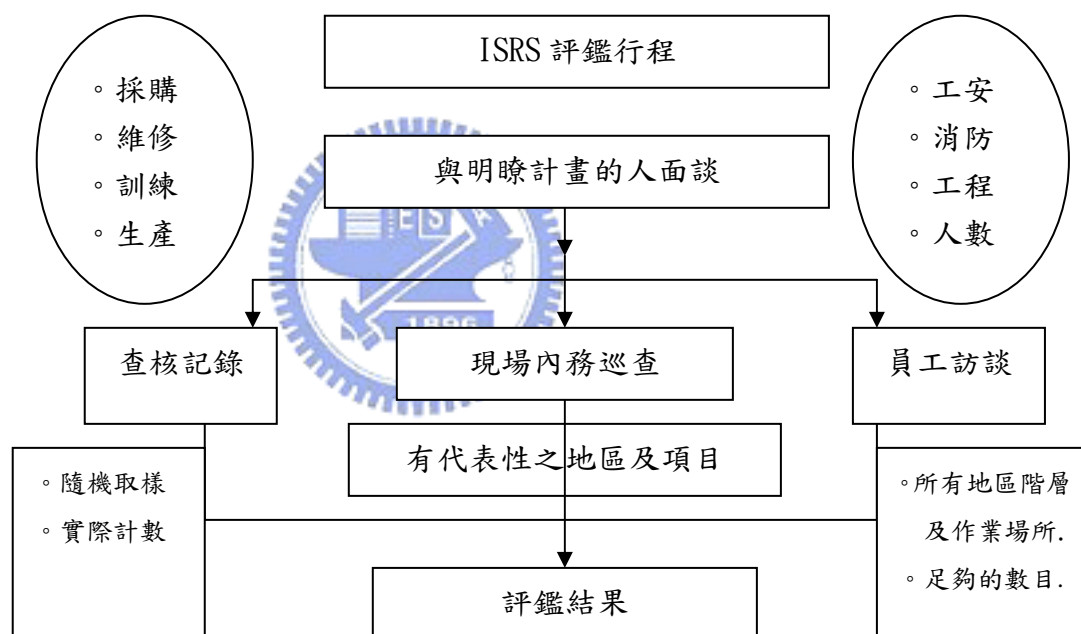 ISRS 評鑑行程
。採購
。維修
。訓練
。生產
。工安
。消防
。工程
。人數
與明瞭計畫的人面談
ES
1896
查核記錄
現場內務巡查
員工訪談
有代表性之地區及項目
。隨機取樣
。實際計數
。所有地區階層
及作業場所.
。足夠的數目.
評鑑結果